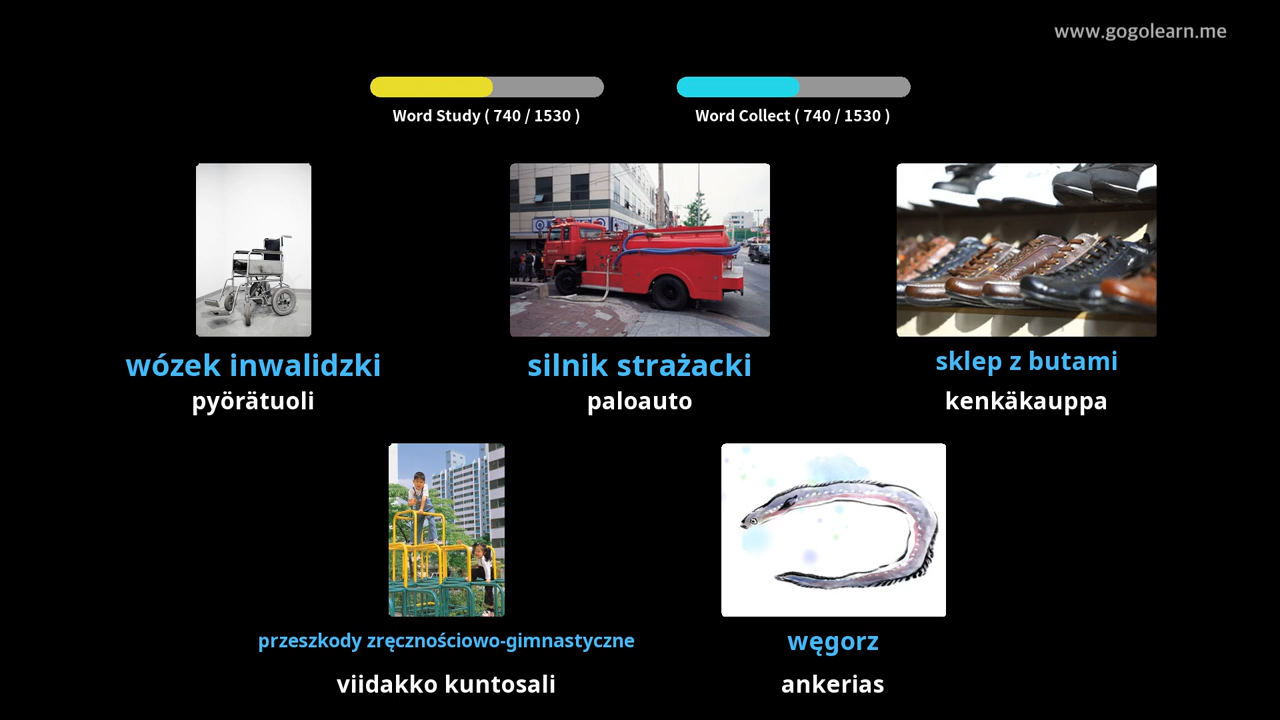 www.gogolearn.me
Word Study ( 740 / 1530 )
Word Collect ( 740 / 1530 )
wózek inwalidzki
pyörätuoli
silnik strażacki
paloauto
sklep z butami
kenkäkauppa
przeszkody zręcznościowo-gimnastyczne
viidakko kuntosali
węgorz
ankerias